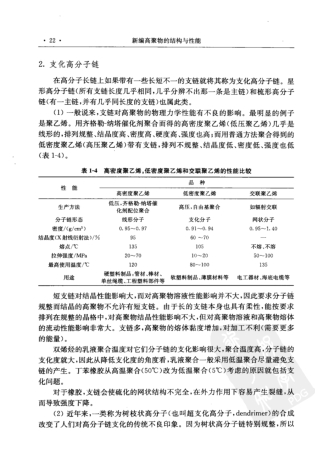 · 22 ·
新编高聚物的结构与性能
2. 支化高分子链
在高分子长链上如果带有一些长短不一的支链就将其称为支化高分子链。星
形高分子链(所有支链长度几乎相同,几乎分辨不出那一条是主链)和梳形高分子
链(有一主链,并有几乎同长度的支链)也属此类。
(1) 一般说来,支链对高聚物的物理力学性能有不良的影响。最明显的例子
是聚乙烯。用齐格勒-纳塔催化剂聚合而得的高密度聚乙烯(低压聚乙烯)几乎是
线形的,排列规整、结晶度高、密度高、硬度高、强度也高;而用普通方法聚合得到的
低密度聚乙烯(高压聚乙烯)带有支链,排列不规整、结晶度低、密度低、强度也低
(表 1-4)。
表 1-4 高密度聚乙烯、低密度聚乙烯和交联聚乙烯的性能比较
性 能
品 种
高密度聚乙烯 低密度聚乙烯 交联聚乙烯
生产方法 低压,齐格勒-纳塔催化剂配位聚合 高压,自由基聚合 加辐射交联
分子链形态 线形分子 支化分子 网状分子
密度/(g/cm³) 0.95~0.97 0.91~0.94 0.95~1.40
结晶度(X射线衍射法)/% 95 60~70 —
熔点/℃ 135 105 不熔、不溶
拉伸强度/MPa 20~70 10~20 50~100
最高使用温度/℃ 120 80~100 135
用途 硬塑料制品:管材、棒材、单丝绳缆、工程塑料部件等 软塑料制品、薄膜材料等 电工器材、海底电缆等
短支链对结晶性能影响大,但对高聚物溶液性能影响并不大,因此要求分子链
规整而结晶的高聚物不允许有短支链。由于长的支链本身也具有柔性,能按要求
排列在规整的晶格中,对高聚物结晶性能影响不大,但对高聚物溶液和高聚物熔体
的流动性能影响非常大。支链多,高聚物的熔体黏度增加,对加工不利(需要更多
的能量)。
双烯烃的乳液聚合温度对它们分子链的支化影响很大,聚合温度高,分子链的
支化度就大,因此从降低支化度的角度看,乳液聚合一般采用低温聚合尽量避免支
链的产生。丁苯橡胶从高温聚合(50℃)改为低温聚合(5℃)考虑的原因就包括支
化问题。
对于橡胶,支链会使硫化的网状结构不完全,在外力作用下容易产生裂缝,从
而导致强度下降。
(2) 近年来,一类称为树枝状高分子(也叫超支化高分子,dendrimer)的合成
改变了人们对高分子链支化的传统不良印象。因为树枝状高分子链特别规整,所以